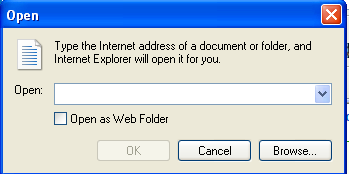 Open
Type the Internet address of a document or folder, and
Internet Explorer will open it for you.
Open:
Open as Web Folder
OK
Cancel
Browse...